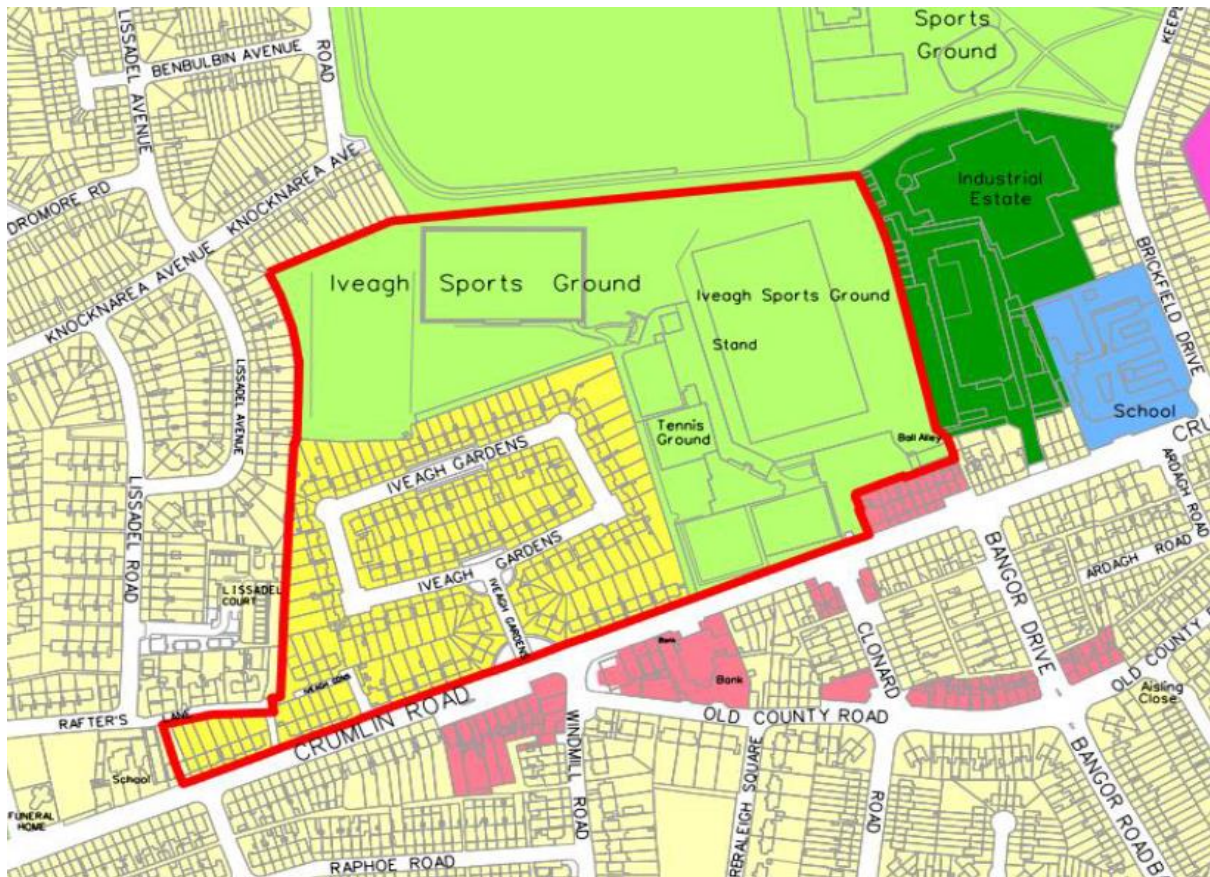 LISSADEL AVENUE
BENBULBIN AVENUE
ROAD
Sports
Ground
DROMORE RD
KNOCKNAREA AVENUE
KNOCKNAREA AVE
Industrial
Estate
BRICKFIELD DRIVE
Iveagh Sports Ground
Iveagh Sports Ground
Stand
LISSADEL AVENUE
LISSADEL ROAD
Tennis
Ground
Ball Alley
School
ARDAGH ROAD
ARDAGH ROAD
IVEAGH GARDENS
IVEAGH GARDENS
IVEAGH GARDENS
LISSADEL
COURT
IVEAGH GDNS
BANGOR DRIVE
CLONARD
ROAD
Bank
Bank
OLD COUNTY ROAD
OLD COUNTY
Aisling
Close
RAFTER'S
LANE
CRUMLIN ROAD
WINDMILL ROAD
School
FUNERAL
HOME
RAPHOE ROAD
BANGOR ROAD